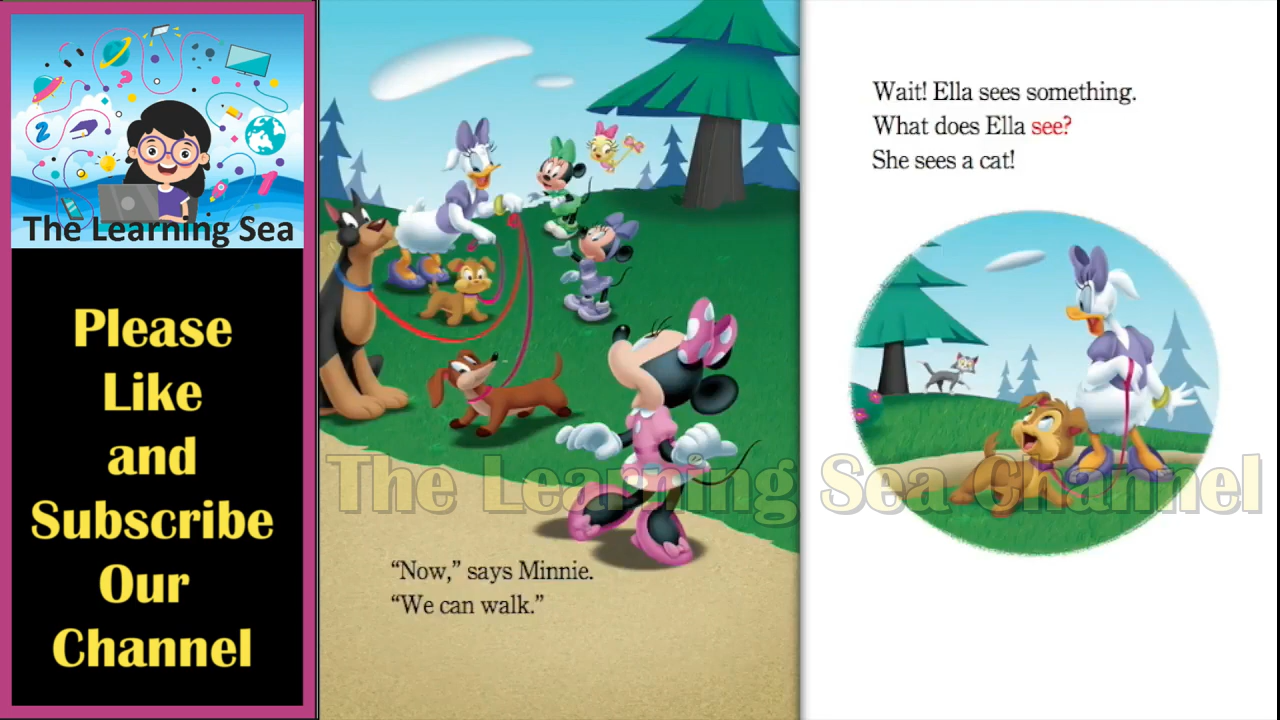 The Learning Sea
Please
Like
and
Subscribe
Our
Channel
“Now,” says Minnie.
“We can walk.”
Wait! Ella sees something.
What does Ella see?
She sees a cat!
The Learning Sea Channel